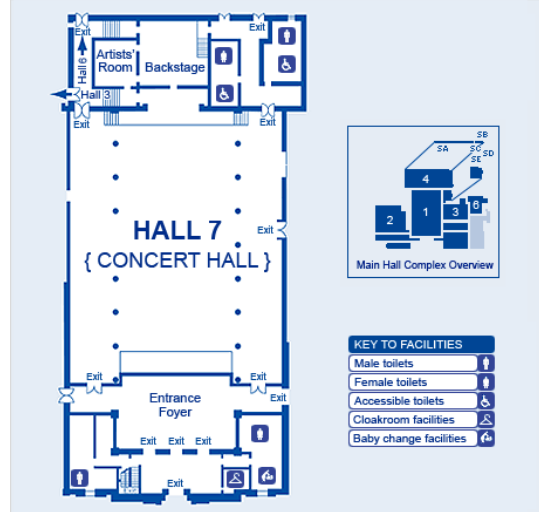 Exit
Exit
Hall 6
Artists'
Room
Backstage
Hall 3
Exit
Exit
HALL 7
{ CONCERT HALL }
Exit
Exit
Exit
Exit
Entrance
Foyer
Exit
Exit
Exit
Exit
SB
SA
SC
SD
SE
4
1
2
3
6
Main Hall Complex Overview
KEY TO FACILITIES
Male toilets
Female toilets
Accessible toilets
Cloakroom facilities
Baby change facilities